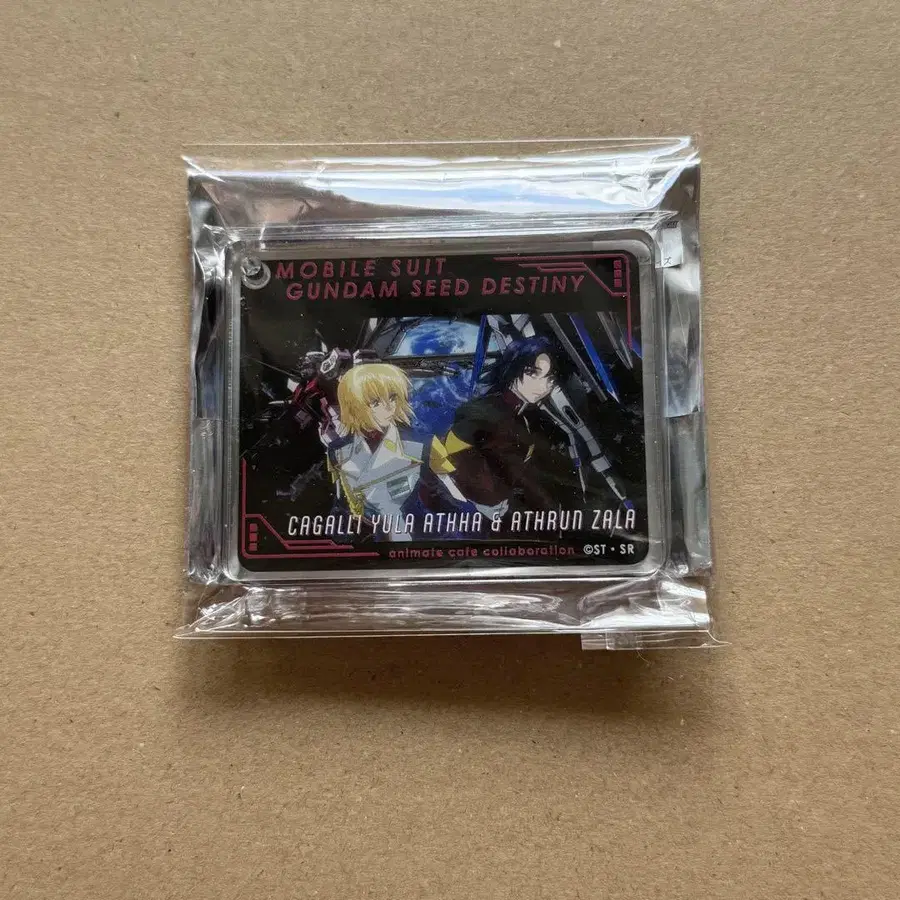 MOBILE SUIT
GUNDAM SEED DESTINY
CAGALLI YULA ATHHA & ATHRUN ZALA
animate cafe collaboration ©ST・SR